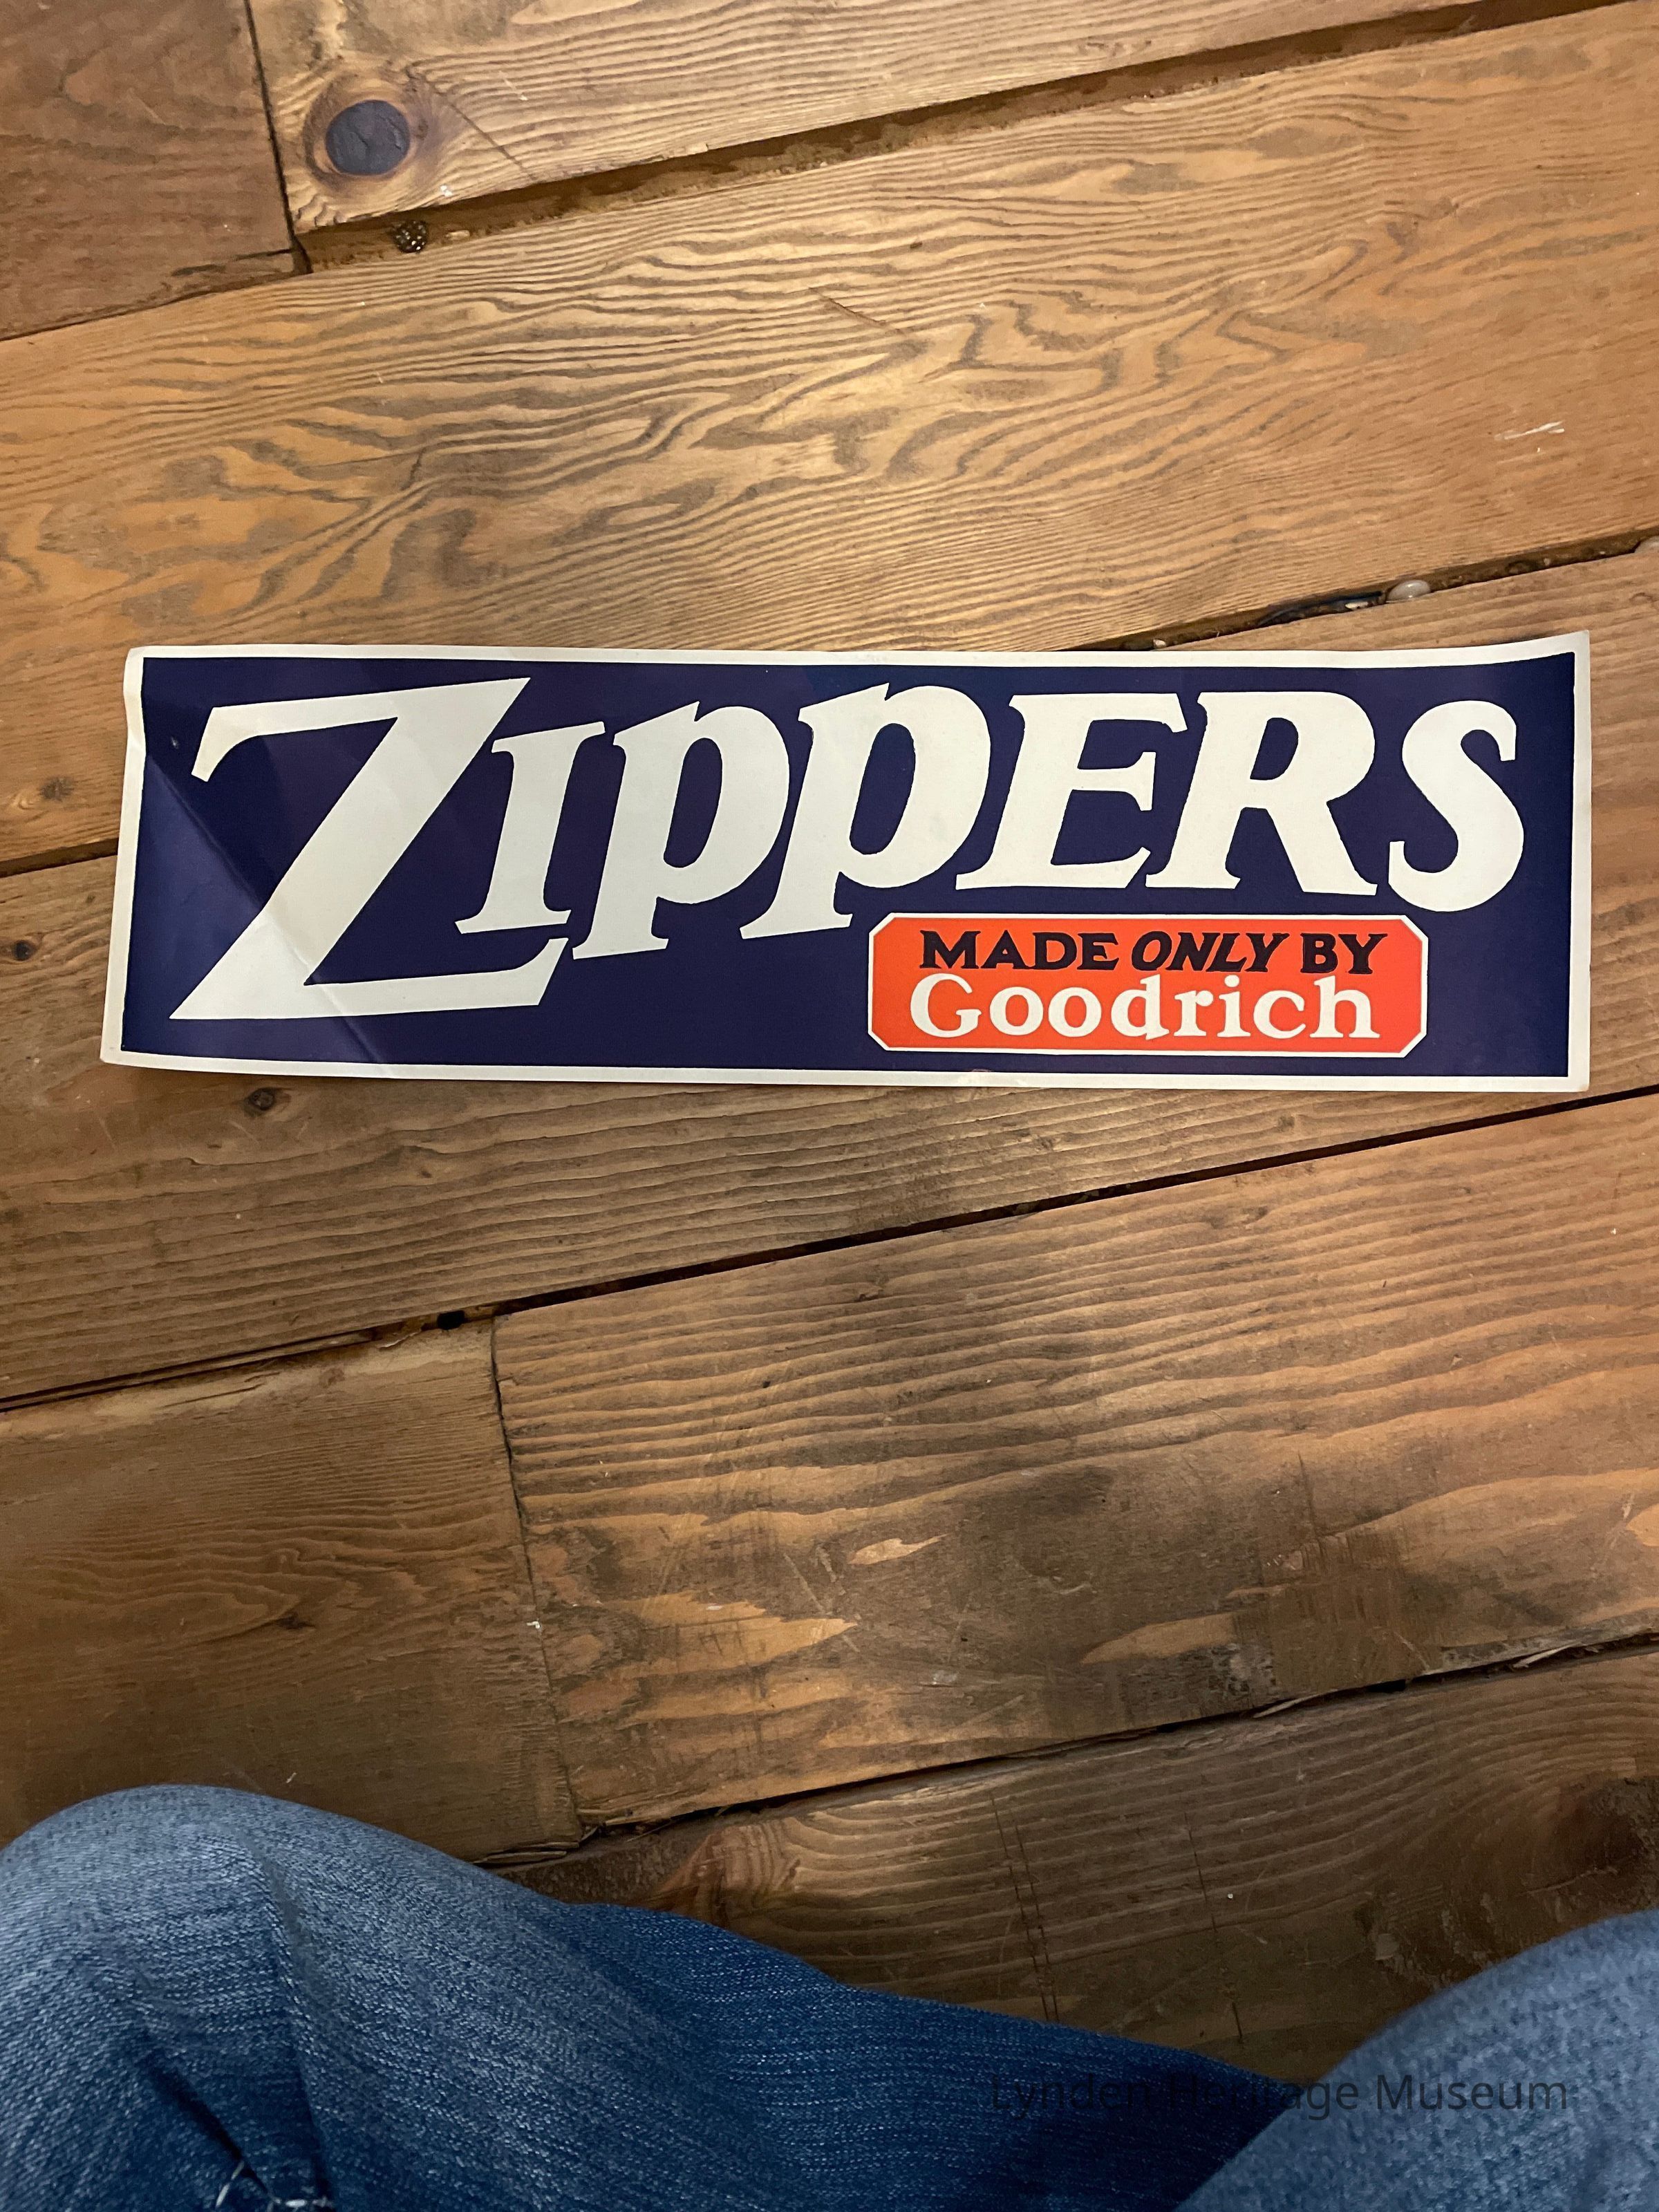 ZIPPERS
MADE ONLY BY
Goodrich
Lynden Heritage Museum